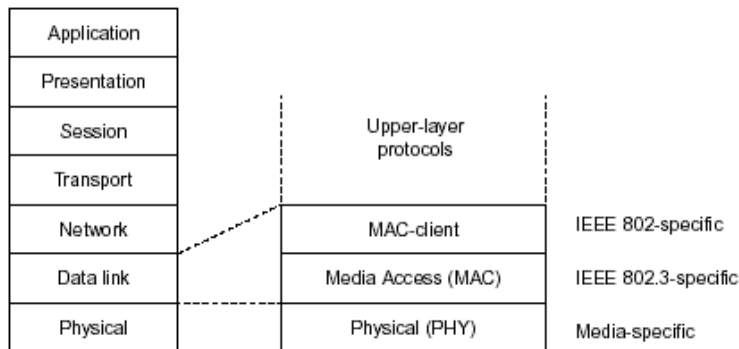 Application
Presentation
Session
Transport
Network
Data link
Physical
Upper-layer
protocols
MAC-client
Media Access (MAC)
Physical (PHY)
IEEE 802-specific
IEEE 802.3-specific
Media-specific